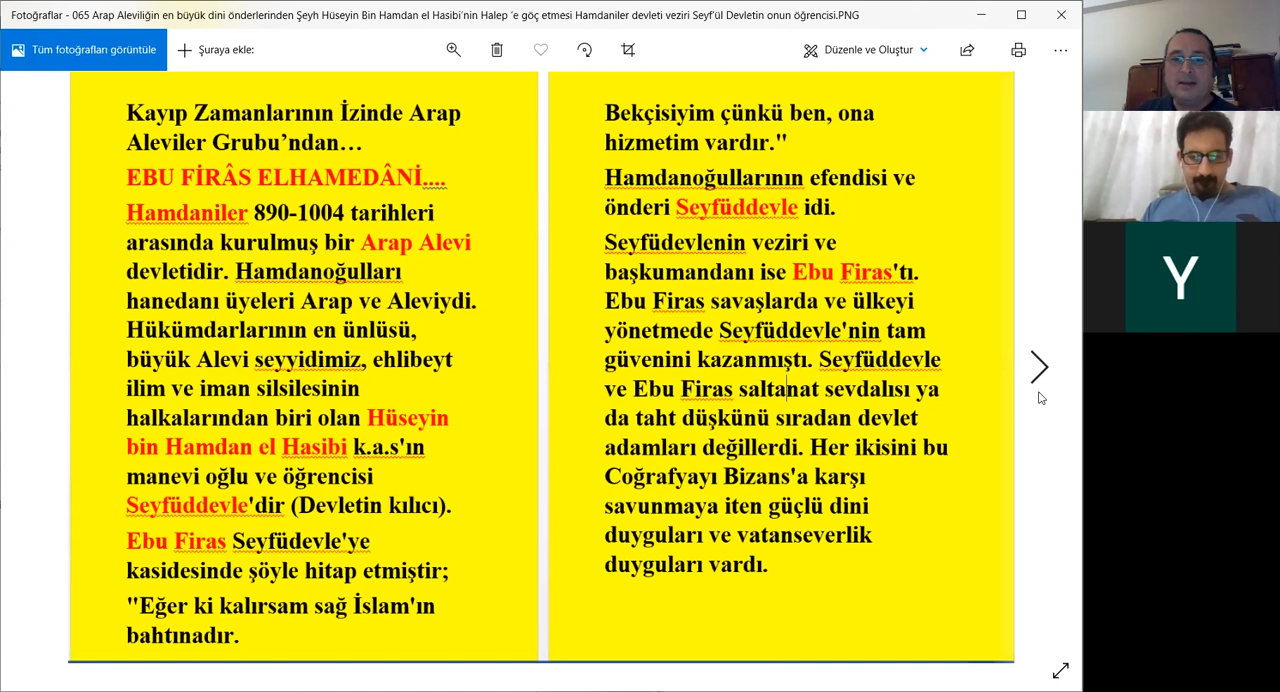 Fotoğraflar - 065 Arap Aleviliğin en büyük dini önderlerinden Şeyh Hüseyin Bin Hamdan el Hasibi'nin Halep 'e göç etmesi Hamdaniler devleti veziri Seyf'ül Devletin onun öğrencisi.PNG
Tüm fotoğrafları görüntüle
Şuraya ekle:
Düzenle ve Oluştur
Kayıp Zamanlarının İzinde Arap
Aleviler Grubu'ndan…
EBU FİRÂS ELHAMEDÂNİ....
Hamdaniler 890-1004 tarihleri
arasında kurulmuş bir Arap Alevi
devletidir. Hamdanoğulları
hanedanı üyeleri Arap ve Aleviydi.
Hükümdarlarının en ünlüsü,
büyük Alevi seyyidimiz, ehlibeyt
ilim ve iman silsilesinin
halkalarından biri olan Hüseyin
bin Hamdan el Hasibi k.a.s'ın
manevi oğlu ve öğrencisi
Seyfüddevle'dir (Devletin kılıcı).
Ebu Firas Seyfüdevle'ye
kasidesinde şöyle hitap etmiştir;
"Eğer ki kalırsam sağ İslam'ın
bahtınadır.
Bekçisiyim çünkü ben, ona
hizmetim vardır."
Hamdanoğullarının efendisi ve
önderi Seyfüddevle idi.
Seyfüdevlenin veziri ve
başkumandanı ise Ebu Firas'tı.
Ebu Firas savaşlarda ve ülkeyi
yönetmede Seyfüddevle'nin tam
güvenini kazanmıştı. Seyfüddevle
ve Ebu Firas saltanat sevdalısı ya
da taht düşkünü sıradan devlet
adamları değillerdi. Her ikisini bu
Coğrafyayı Bizans'a karşı
savunmaya iten güçlü dini
duyguları ve vatanseverlik
duyguları vardı.
Y